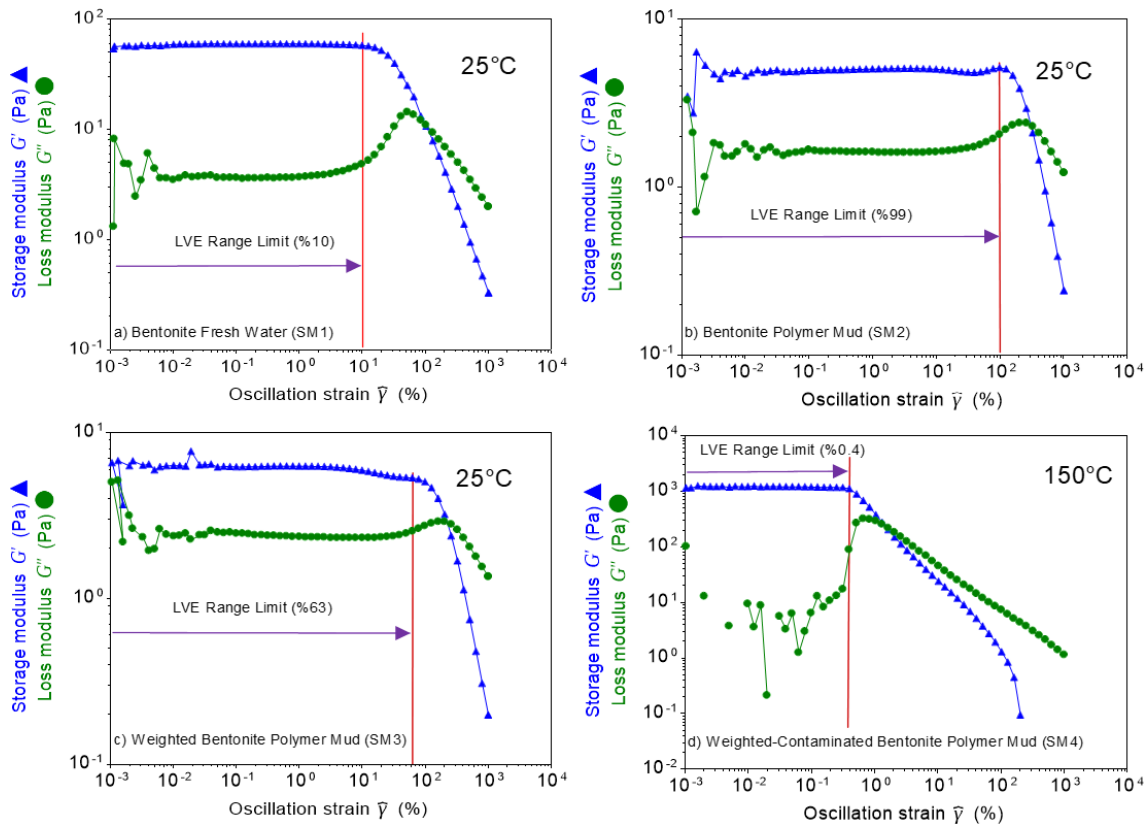 Storage modulus G′ (Pa)
Loss modulus G″ (Pa)
10²
10¹
10⁰
10⁻¹
25°C
LVE Range Limit (%10)
a) Bentonite Fresh Water (SM1)
10⁻³ 10⁻² 10⁻¹ 10⁰ 10¹ 10² 10³ 10⁴
Oscillation strain γ̂ (%)
Storage modulus G′ (Pa)
Loss modulus G″ (Pa)
10¹
10⁰
10⁻¹
25°C
LVE Range Limit (%99)
b) Bentonite Polymer Mud (SM2)
10⁻³ 10⁻² 10⁻¹ 10⁰ 10¹ 10² 10³ 10⁴
Oscillation strain γ̂ (%)
Storage modulus G′ (Pa)
Loss modulus G″ (Pa)
10¹
10⁰
10⁻¹
25°C
LVE Range Limit (%63)
c) Weighted Bentonite Polymer Mud (SM3)
10⁻³ 10⁻² 10⁻¹ 10⁰ 10¹ 10² 10³ 10⁴
Oscillation strain γ̂ (%)
Storage modulus G′ (Pa)
Loss modulus G″ (Pa)
10⁴
10³
10²
10¹
10⁰
10⁻¹
10⁻²
LVE Range Limit (%0.4)
150°C
d) Weighted-Contaminated Bentonite Polymer Mud (SM4)
10⁻³ 10⁻² 10⁻¹ 10⁰ 10¹ 10² 10³ 10⁴
Oscillation strain γ̂ (%)